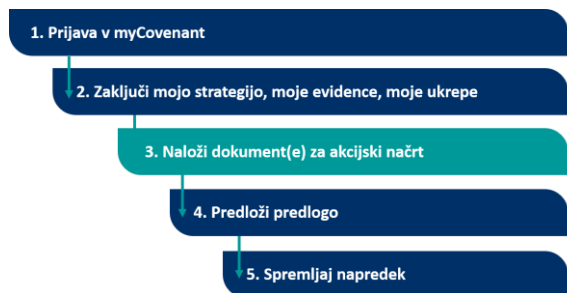 1. Prijava v myCovenant
2. Zaključi mojo strategijo, moje evidence, moje ukrepe
3. Naloži dokument(e) za akcijski načrt
4. Predloži predlogo
5. Spremljaj napredek